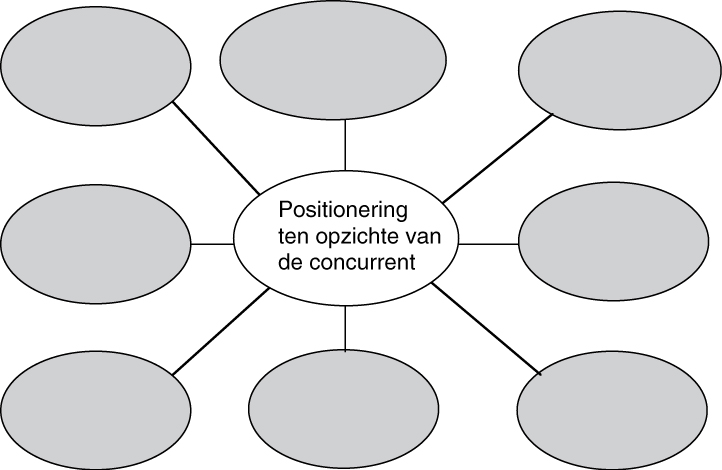 Positionering
ten opzichte van
de concurrent